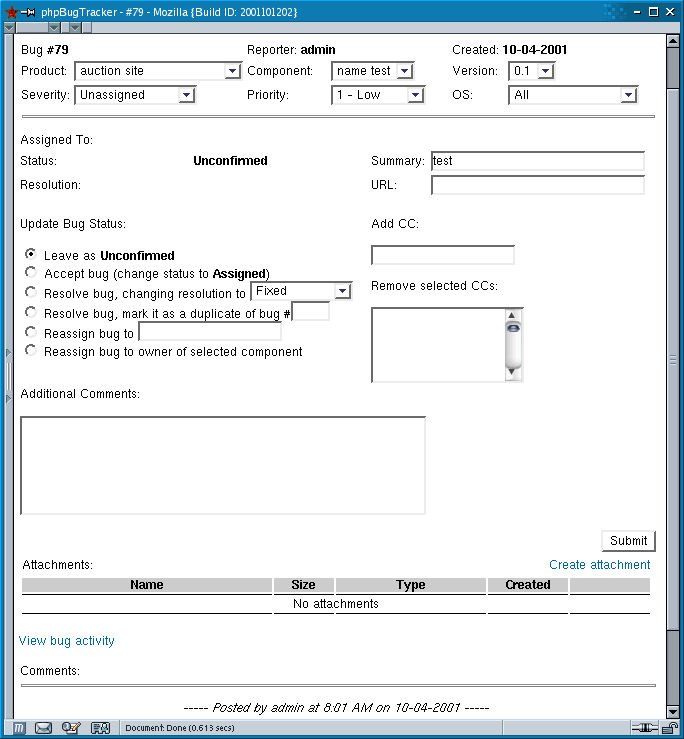 phpBugTracker - #79 - Mozilla {Build ID: 2001101202}
Bug #79 Reporter: admin Created: 10-04-2001
Product: auction site Component: name test Version: 0.1
Severity: Unassigned Priority: 1 - Low OS: All
Assigned To:
Status: Unconfirmed Summary: test
Resolution: URL:
Update Bug Status: Add CC:
Leave as Unconfirmed
Accept bug (change status to Assigned)
Resolve bug, changing resolution to Fixed
Remove selected CCs:
Resolve bug, mark it as a duplicate of bug #
Reassign bug to
Reassign bug to owner of selected component
Additional Comments:
Submit
Attachments: Create attachment
Name Size Type Created
No attachments
View bug activity
Comments:
----- Posted by admin at 8:01 AM on 10-04-2001 -----
Document: Done (0.613 secs)